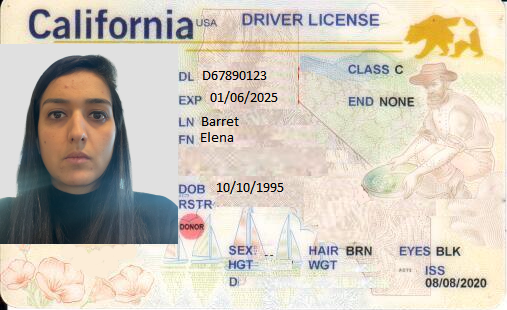 California USA DRIVER LICENSE
DL D67890123 CLASS C
EXP 01/06/2025 END NONE
LN Barret
FN Elena
DOB 10/10/1995
RSTR
DONOR
SEX -- HAIR BRN EYES BLK
HGT WGT ISS
D 08/08/2020